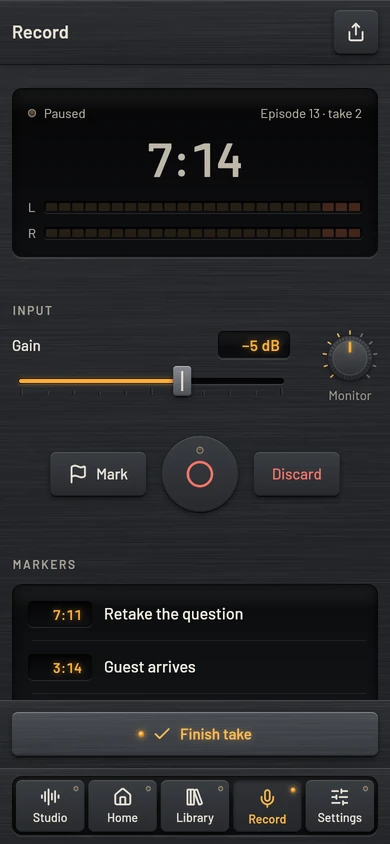 Record
Paused
Episode 13 · take 2
7:14
L
R
INPUT
Gain
−5 dB
Monitor
Mark
Discard
MARKERS
7:11 Retake the question
3:14 Guest arrives
Finish take
Studio
Home
Library
Record
Settings